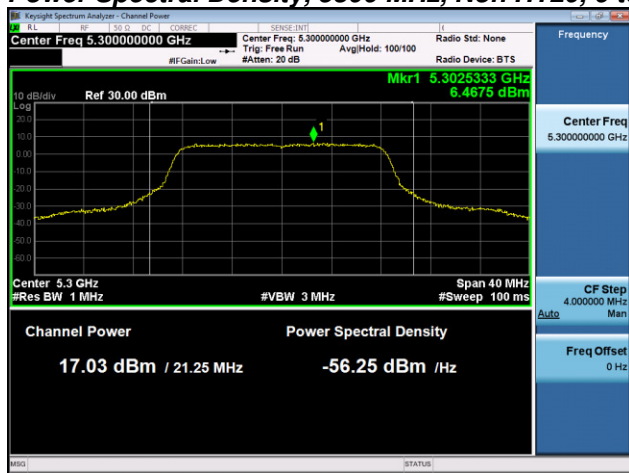 Power Spectral Density, 5300 MHz, Non HT20, 6 to
Keysight Spectrum Analyzer - Channel Power
RL RF 50 Ω DC CORREC SENSE:INT
Center Freq 5.300000000 GHz
#IFGain:Low
Center Freq: 5.300000000 GHz
Trig: Free Run Avg|Hold: 100/100
#Atten: 20 dB
Radio Std: None
Radio Device: BTS
Frequency
Mkr1 5.3025333 GHz
6.4675 dBm
10 dB/div Ref 30.00 dBm
Log
20.0
10.0
0.00
-10.0
-20.0
-30.0
-40.0
-50.0
-60.0
1
Center 5.3 GHz Span 40 MHz
#Res BW 1 MHz #VBW 3 MHz #Sweep 100 ms
Channel Power Power Spectral Density
17.03 dBm / 21.25 MHz -56.25 dBm /Hz
Center Freq
5.300000000 GHz
CF Step
4.000000 MHz
Auto Man
Freq Offset
0 Hz
MSG STATUS